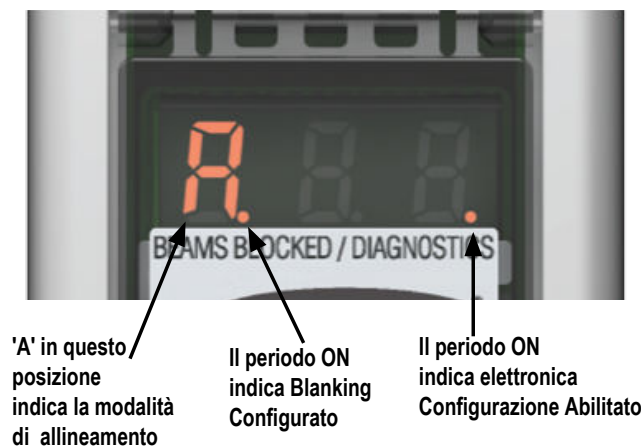 A. .
BEAMS BLOCKED / DIAGNOSTICS
'A' in questo
posizione
indica la modalità
di allineamento
Il periodo ON
indica Blanking
Configurato
Il periodo ON
indica elettronica
Configurazione Abilitato